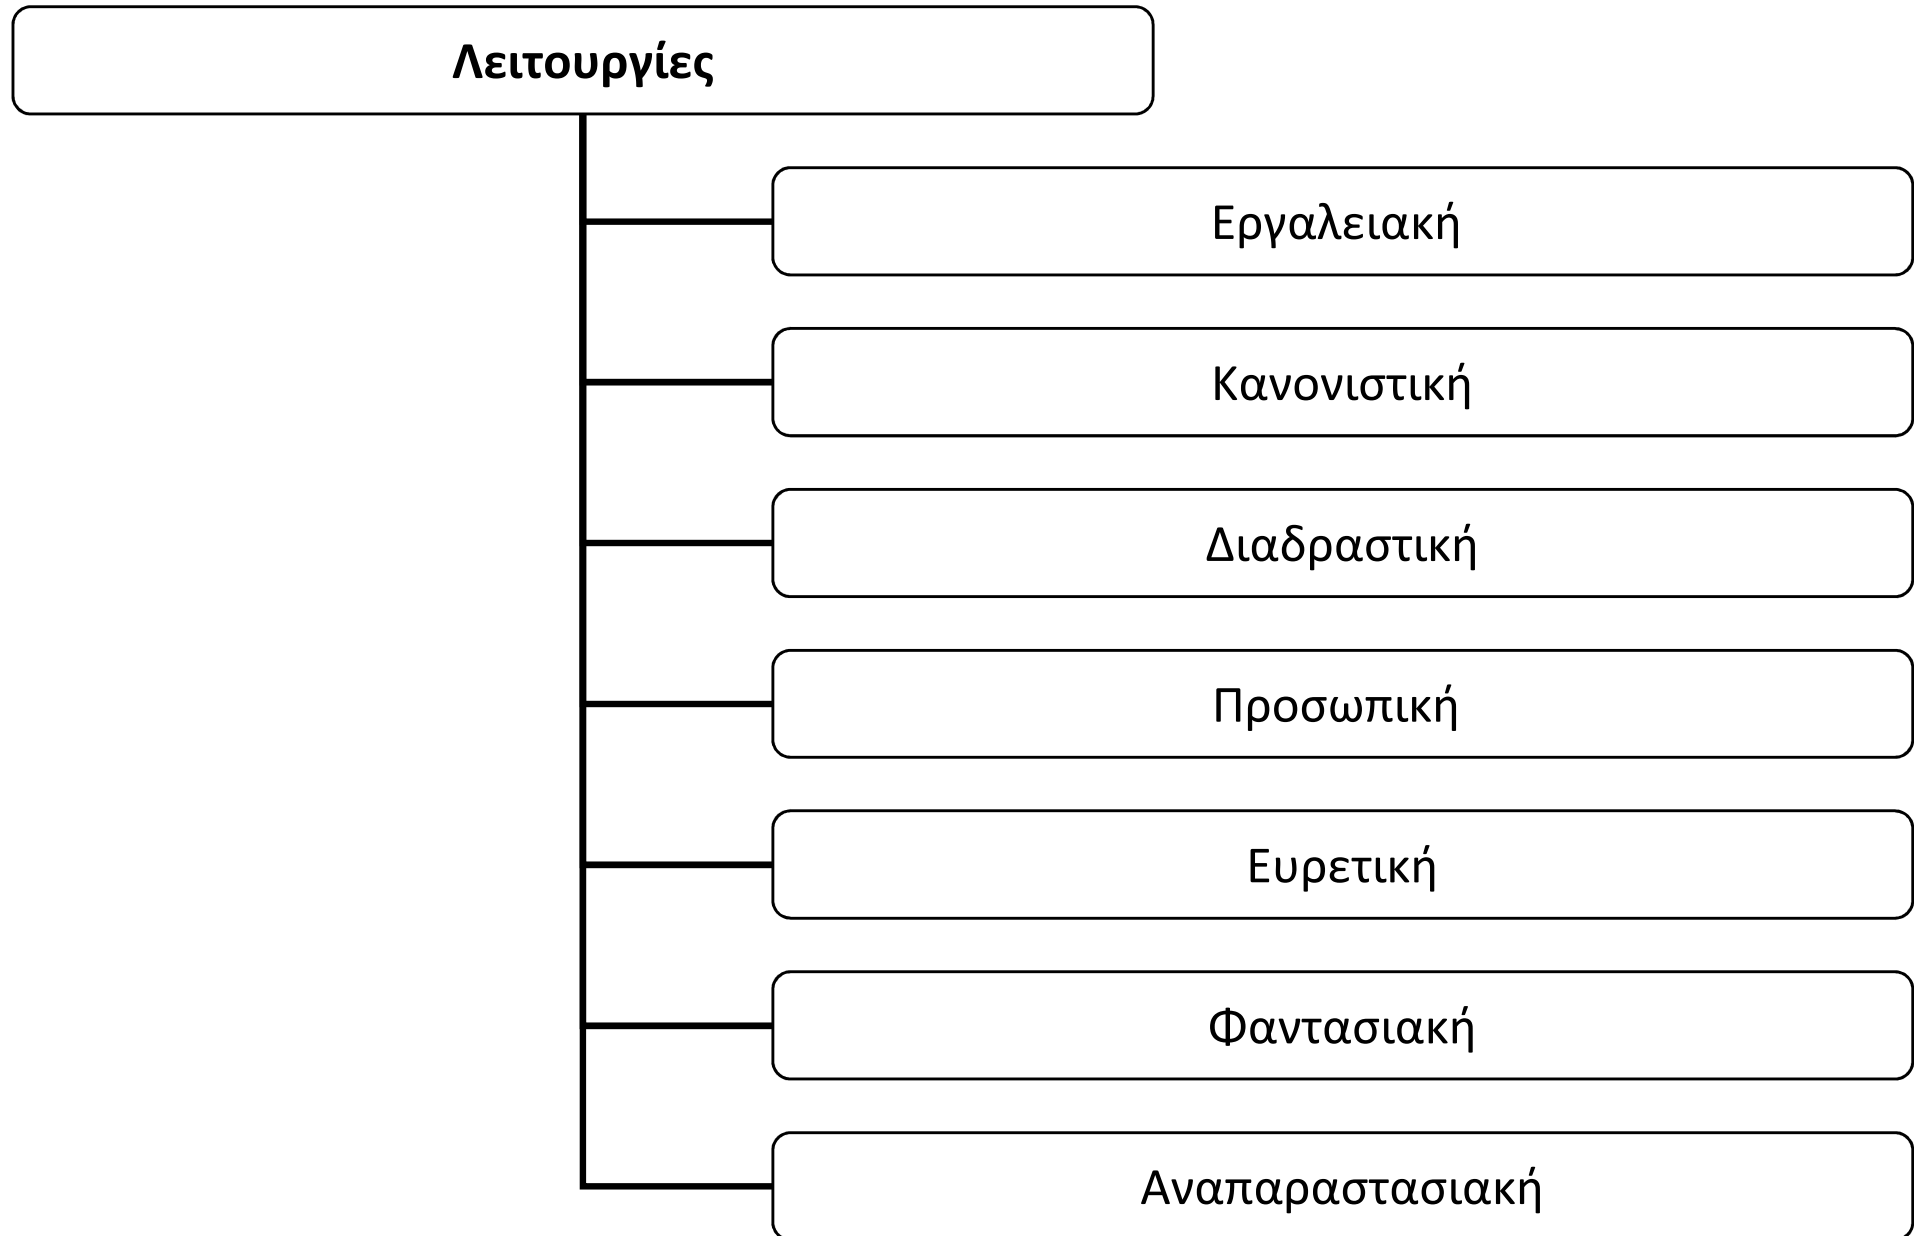 Λειτουργίες
Εργαλειακή
Κανονιστική
Διαδραστική
Προσωπική
Ευρετική
Φαντασιακή
Αναπαραστασιακή